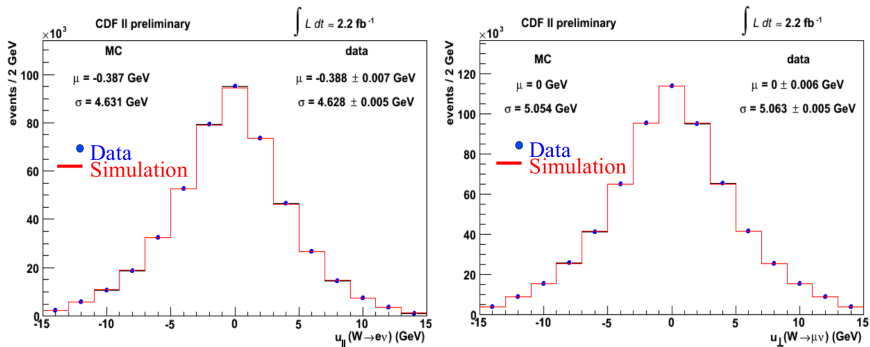 CDF II preliminary
∫ L dt ≈ 2.2 fb⁻¹
×10³
events / 2 GeV
MC
data
μ = -0.387 GeV
μ = -0.388 ± 0.007 GeV
σ = 4.631 GeV
σ = 4.628 ± 0.005 GeV
Data
Simulation
100
80
60
40
20
0
-15 -10 -5 0 5 10 15
u||(W→eν) (GeV)
CDF II preliminary
∫ L dt ≈ 2.2 fb⁻¹
×10³
events / 2 GeV
MC
data
μ = 0 GeV
μ = 0 ± 0.006 GeV
σ = 5.054 GeV
σ = 5.063 ± 0.005 GeV
Data
Simulation
120
100
80
60
40
20
0
-15 -10 -5 0 5 10 15
u⊥(W→μν) (GeV)